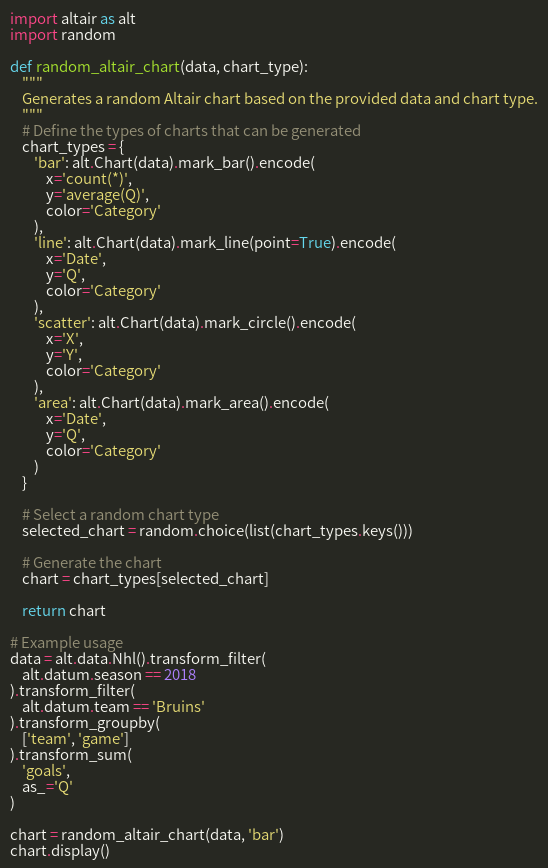 import altair as alt
import random

def random_altair_chart(data, chart_type):
    """
    Generates a random Altair chart based on the provided data and chart type.
    """
    # Define the types of charts that can be generated
    chart_types = {
        'bar': alt.Chart(data).mark_bar().encode(
            x='count(*)',
            y='average(Q)',
            color='Category'
        ),
        'line': alt.Chart(data).mark_line(point=True).encode(
            x='Date',
            y='Q',
            color='Category'
        ),
        'scatter': alt.Chart(data).mark_circle().encode(
            x='X',
            y='Y',
            color='Category'
        ),
        'area': alt.Chart(data).mark_area().encode(
            x='Date',
            y='Q',
            color='Category'
        )
    }

    # Select a random chart type
    selected_chart = random.choice(list(chart_types.keys()))

    # Generate the chart
    chart = chart_types[selected_chart]

    return chart

# Example usage
data = alt.data.Nhl().transform_filter(
    alt.datum.season == 2018
).transform_filter(
    alt.datum.team == 'Bruins'
).transform_groupby(
    ['team', 'game']
).transform_sum(
    'goals',
    as_='Q'
)

chart = random_altair_chart(data, 'bar')
chart.display()